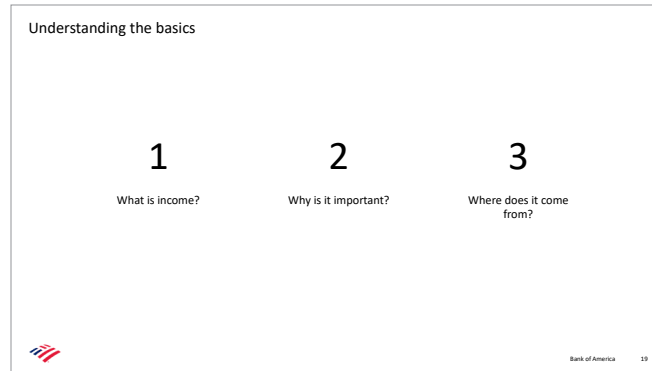 Understanding the basics
1
What is income?
2
Why is it important?
3
Where does it come
from?
Bank of America 19